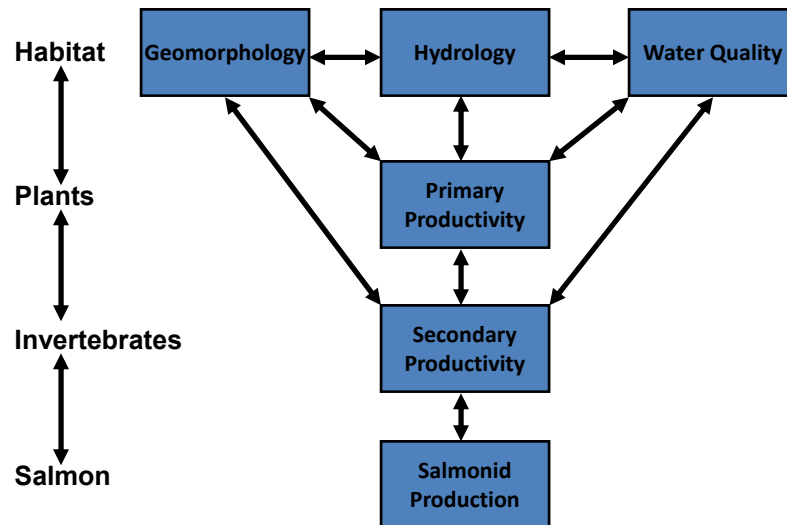 Habitat
Geomorphology
Hydrology
Water Quality
Plants
Primary
Productivity
Invertebrates
Secondary
Productivity
Salmon
Salmonid
Production